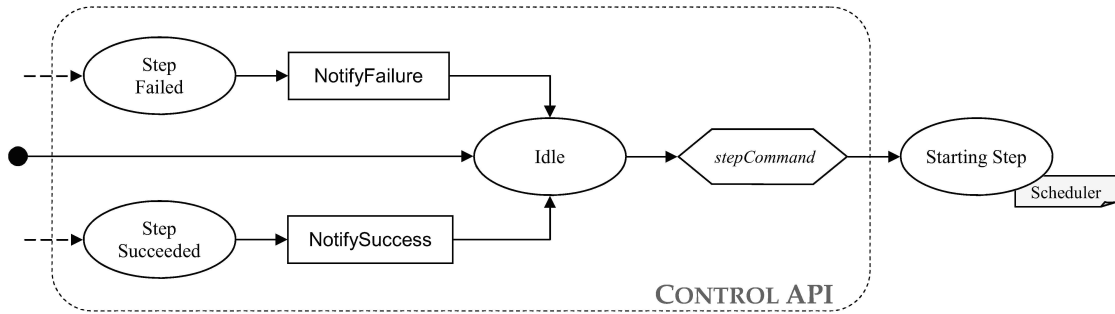 Step
Failed
NotifyFailure
Idle
stepCommand
Starting Step
Scheduler
Step
Succeeded
NotifySuccess
CONTROL API